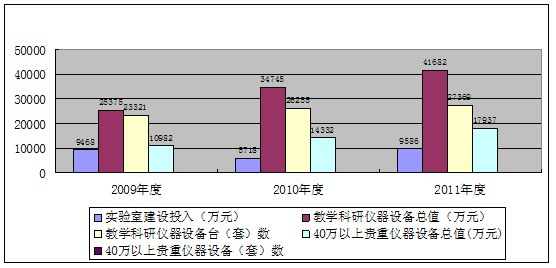 50000
40000
30000
20000
10000
0
9468
25375
23321
10982
5718
34745
26255
14332
9586
41682
27369
17937
2009年度
2010年度
2011年度
实验室建设投入（万元）
教学科研仪器设备总值（万元）
教学科研仪器设备台（套）数
40万以上贵重仪器设备总值(万元)
40万以上贵重仪器设备（套）数